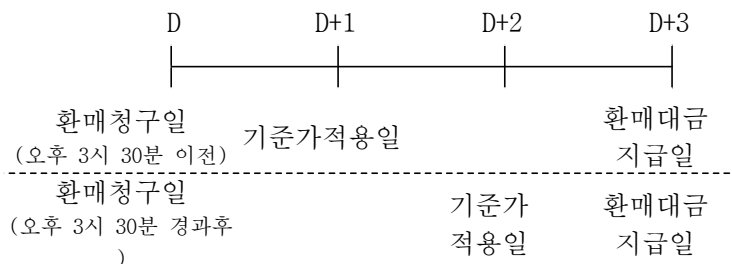 D D+1 D+2 D+3
환매청구일
(오후 3시 30분 이전)
기준가적용일
환매대금
지급일
환매청구일
(오후 3시 30분 경과후
)
기준가
적용일
환매대금
지급일